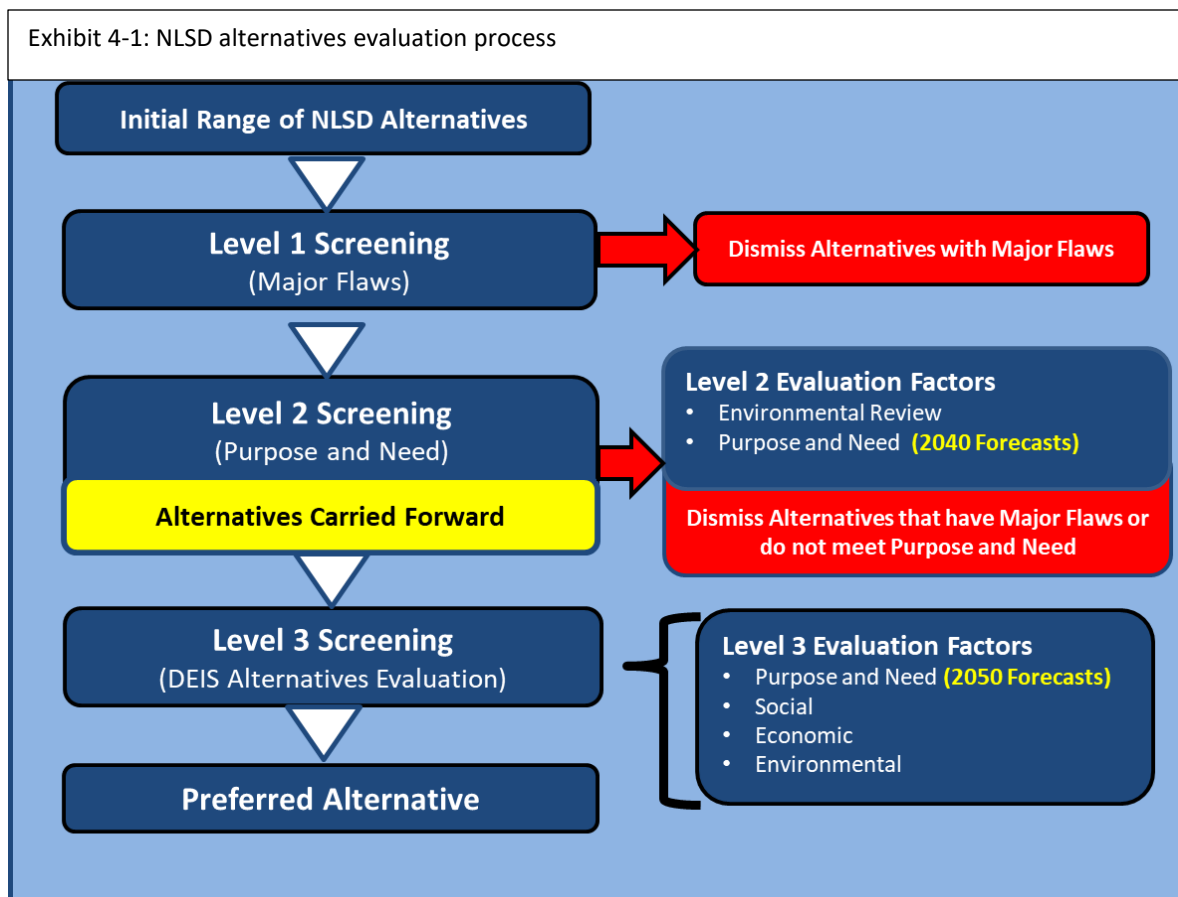 Exhibit 4-1: NLSD alternatives evaluation process
Initial Range of NLSD Alternatives
Level 1 Screening
(Major Flaws)
Dismiss Alternatives with Major Flaws
Level 2 Screening
(Purpose and Need)
Alternatives Carried Forward
Level 2 Evaluation Factors
• Environmental Review
• Purpose and Need (2040 Forecasts)
Dismiss Alternatives that have Major Flaws or
do not meet Purpose and Need
Level 3 Screening
(DEIS Alternatives Evaluation)
Level 3 Evaluation Factors
• Purpose and Need (2050 Forecasts)
• Social
• Economic
• Environmental
Preferred Alternative